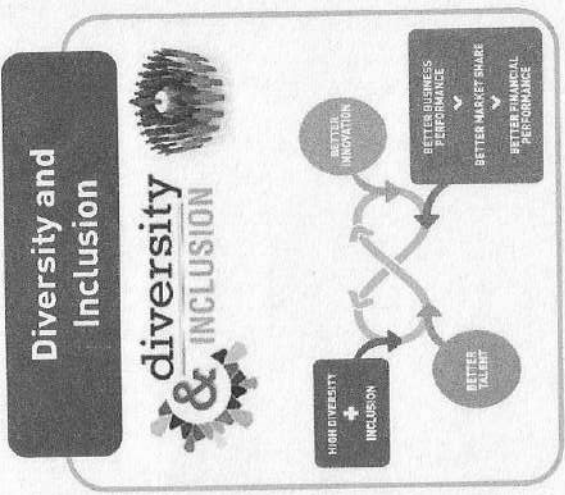 Diversity and
Inclusion
diversity
& INCLUSION
HIGH DIVERSITY
+
INCLUSION
BETTER
TALENT
BETTER
INNOVATION
BETTER BUSINESS
PERFORMANCE
BETTER MARKET SHARE
BETTER FINANCIAL
PERFORMANCE